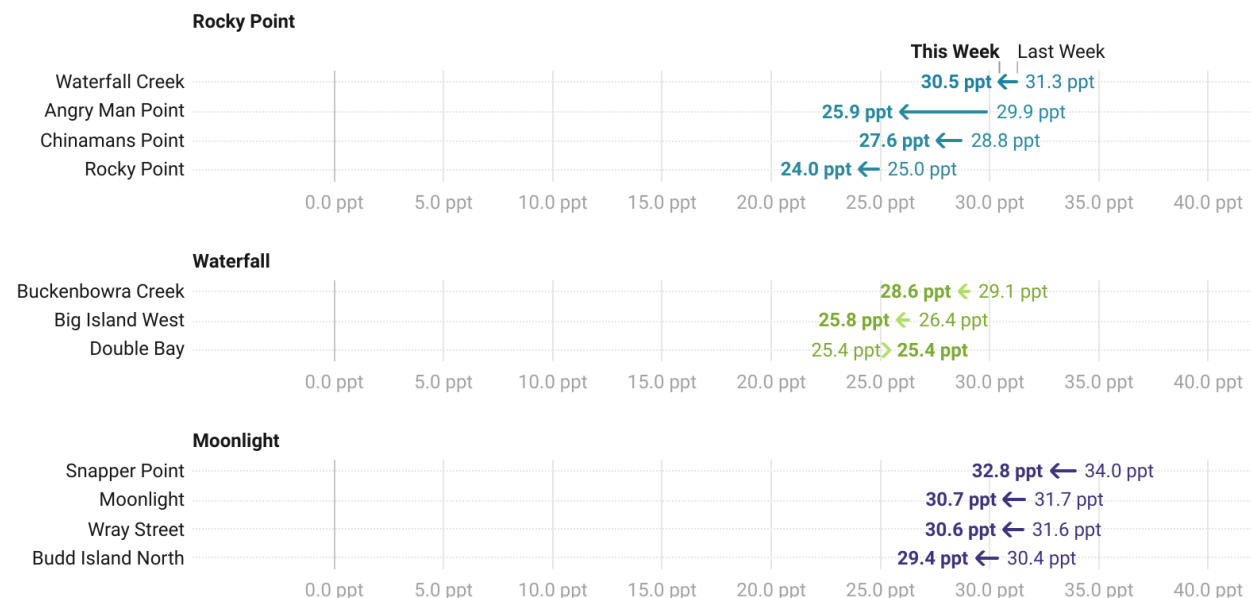 Rocky Point
This Week Last Week
Waterfall Creek 30.5 ppt 31.3 ppt
Angry Man Point 25.9 ppt 29.9 ppt
Chinamans Point 27.6 ppt 28.8 ppt
Rocky Point 24.0 ppt 25.0 ppt
0.0 ppt 5.0 ppt 10.0 ppt 15.0 ppt 20.0 ppt 25.0 ppt 30.0 ppt 35.0 ppt 40.0 ppt
Waterfall
Buckenbowra Creek 28.6 ppt 29.1 ppt
Big Island West 25.8 ppt 26.4 ppt
Double Bay 25.4 ppt 25.4 ppt
0.0 ppt 5.0 ppt 10.0 ppt 15.0 ppt 20.0 ppt 25.0 ppt 30.0 ppt 35.0 ppt 40.0 ppt
Moonlight
Snapper Point 32.8 ppt 34.0 ppt
Moonlight 30.7 ppt 31.7 ppt
Wray Street 30.6 ppt 31.6 ppt
Budd Island North 29.4 ppt 30.4 ppt
0.0 ppt 5.0 ppt 10.0 ppt 15.0 ppt 20.0 ppt 25.0 ppt 30.0 ppt 35.0 ppt 40.0 ppt